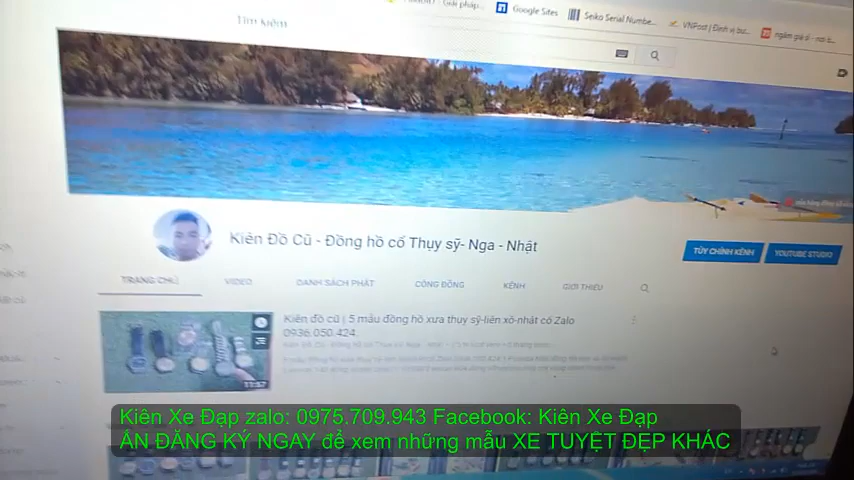 Google Sites
Seiko Serial Numbe...
VNPost | Định vị bư...
Tìm kiếm
Kiên Đồ Cũ - Đồng hồ cổ Thụy sỹ- Nga - Nhật
TÙY CHỈNH KÊNH
YOUTUBE STUDIO
TRANG CHỦ
VIDEO
DANH SÁCH PHÁT
CỘNG ĐỒNG
KÊNH
GIỚI THIỆU
Kiên đồ cũ | 5 mẫu đồng hồ xưa thuỵ sỹ-liên xô-nhật có Zalo
0936.050.424.
11:57
Kiên Xe Đạp zalo: 0975.709.943 Facebook: Kiên Xe Đạp
ẤN ĐĂNG KÝ NGAY để xem những mẫu XE TUYỆT ĐẸP KHÁC